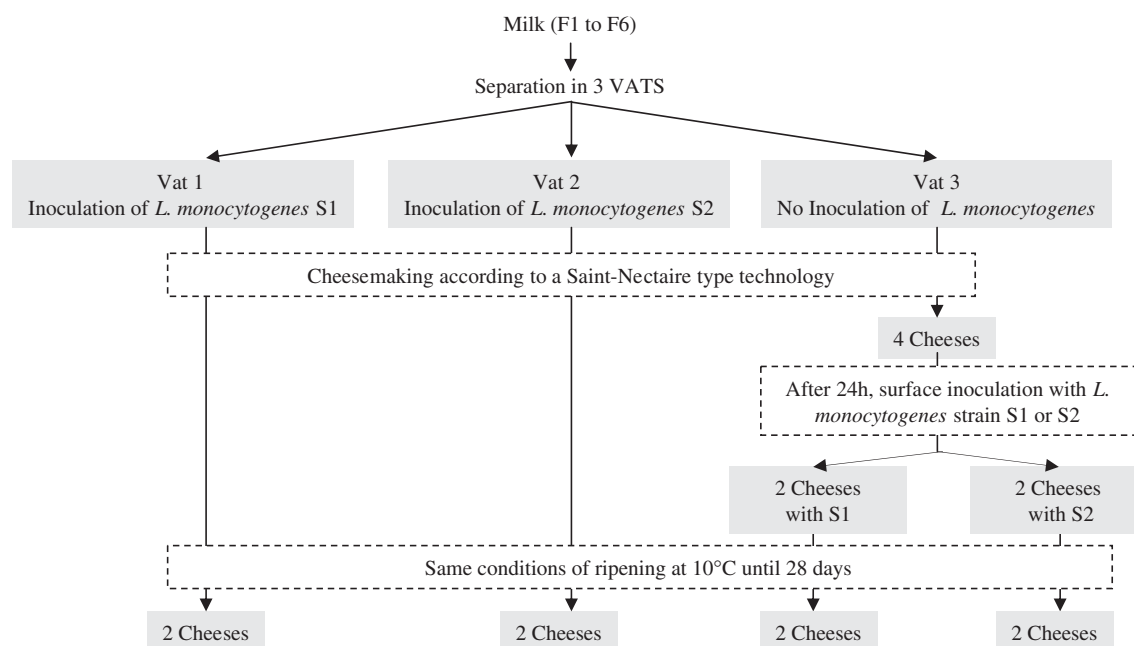 Milk (F1 to F6)
Separation in 3 VATS
Vat 1
Inoculation of L. monocytogenes S1
Vat 2
Inoculation of L. monocytogenes S2
Vat 3
No Inoculation of L. monocytogenes
Cheesemaking according to a Saint-Nectaire type technology
4 Cheeses
After 24h, surface inoculation with L.
monocytogenes strain S1 or S2
2 Cheeses
with S1
2 Cheeses
with S2
Same conditions of ripening at 10°C until 28 days
2 Cheeses
2 Cheeses
2 Cheeses
2 Cheeses